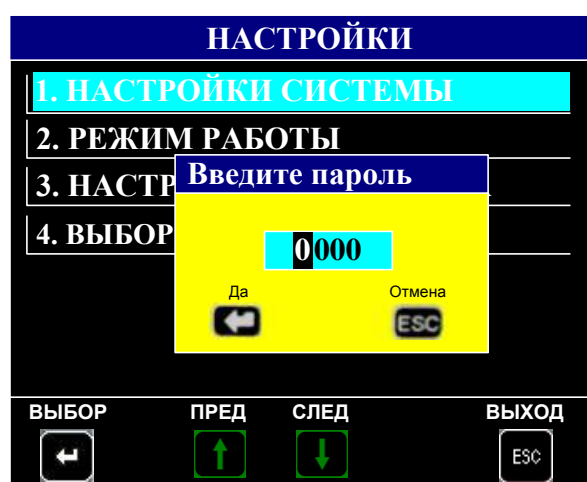 НАСТРОЙКИ
1. НАСТРОЙКИ СИСТЕМЫ
2. РЕЖИМ РАБОТЫ
3. НАСТР
4. ВЫБОР
Введите пароль
0000
Да Отмена
ESC
ВЫБОР ПРЕД СЛЕД ВЫХОД
ESC